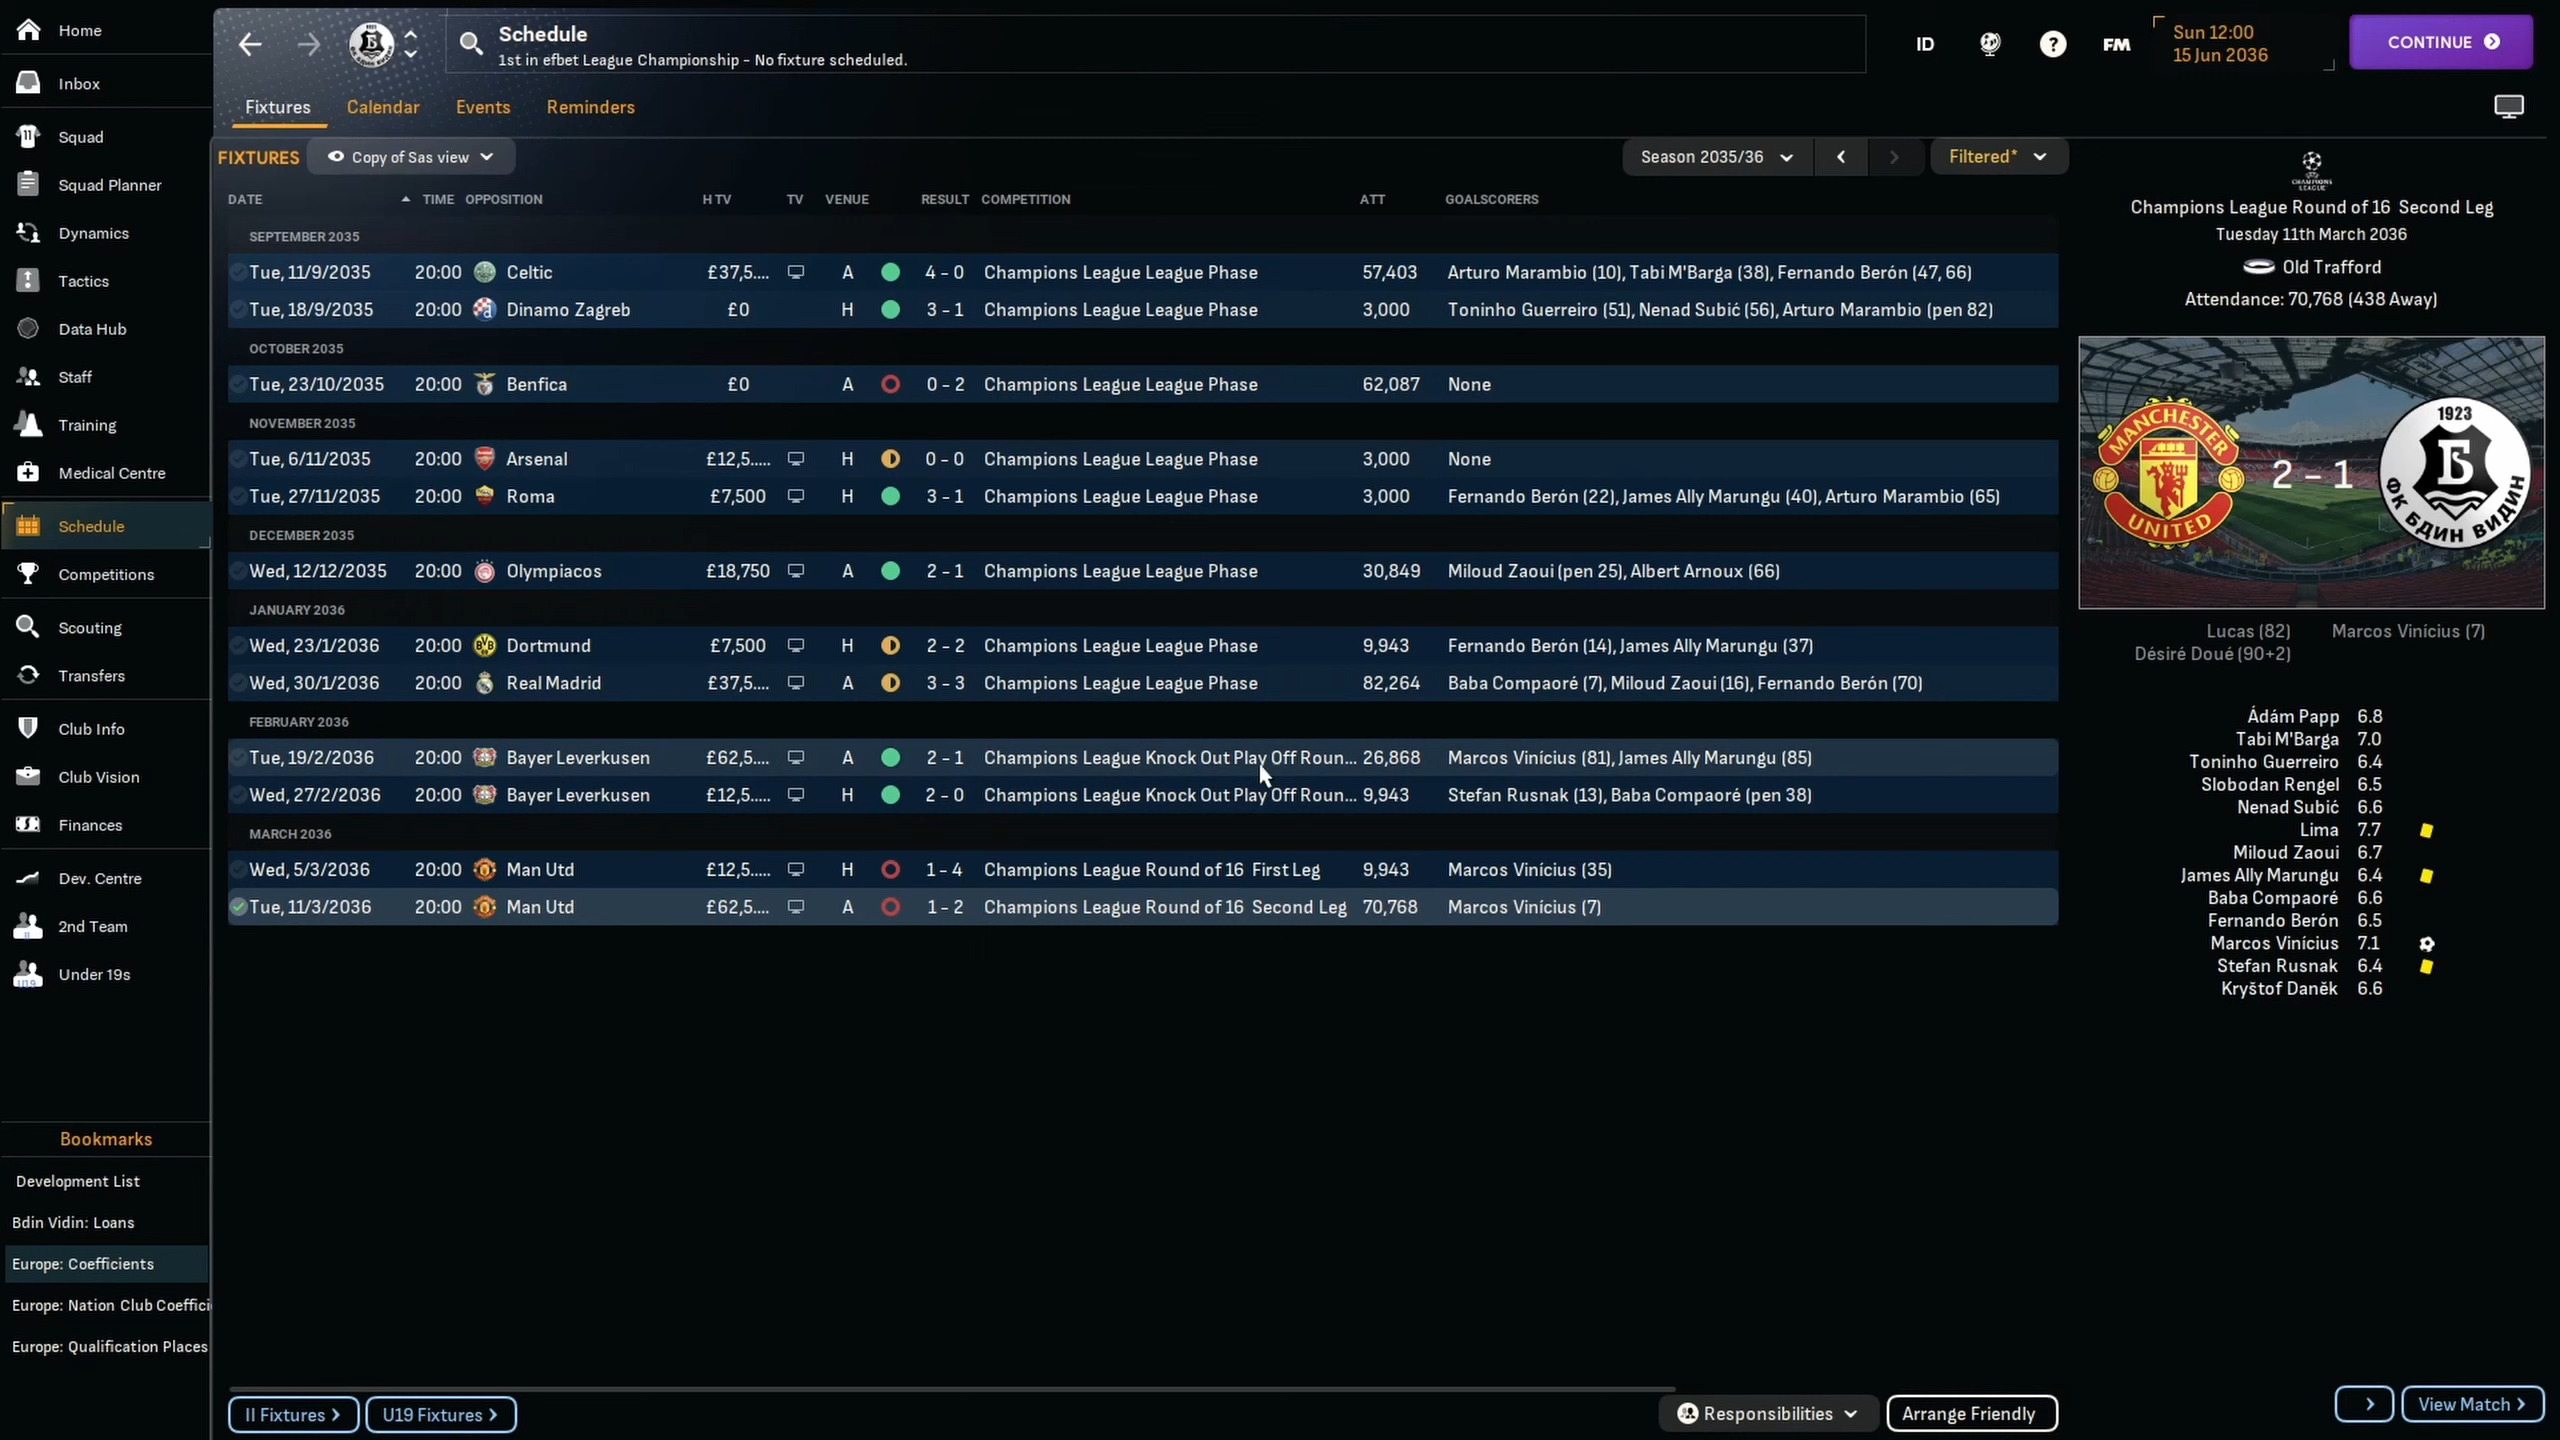 Home
Inbox
Squad
Squad Planner
Dynamics
Tactics
Data Hub
Staff
Training
Medical Centre
Schedule
Competitions
Scouting
Transfers
Club Info
Club Vision
Finances
Dev. Centre
2nd Team
Under 19s
Bookmarks
Development List
Bdin Vidin: Loans
Europe: Coefficients
Europe: Nation Club Coeffici
Europe: Qualification Places
Schedule
1st in efbet League Championship - No fixture scheduled.
ID FM
Sun 12:00
15 Jun 2036
CONTINUE
Fixtures Calendar Events Reminders
FIXTURES Copy of Sas view Season 2035/36 Filtered*
DATE TIME OPPOSITION H TV TV VENUE RESULT COMPETITION ATT GOALSCORERS
SEPTEMBER 2035
Tue, 11/9/2035 20:00 Celtic £37,5.... A 4 - 0 Champions League League Phase 57,403 Arturo Marambio (10), Tabi M'Barga (38), Fernando Berón (47, 66)
Tue, 18/9/2035 20:00 Dinamo Zagreb £0 H 3 - 1 Champions League League Phase 3,000 Toninho Guerreiro (51), Nenad Subić (56), Arturo Marambio (pen 82)
OCTOBER 2035
Tue, 23/10/2035 20:00 Benfica £0 A 0 - 2 Champions League League Phase 62,087 None
NOVEMBER 2035
Tue, 6/11/2035 20:00 Arsenal £12,5.... H 0 - 0 Champions League League Phase 3,000 None
Tue, 27/11/2035 20:00 Roma £7,500 H 3 - 1 Champions League League Phase 3,000 Fernando Berón (22), James Ally Marungu (40), Arturo Marambio (65)
DECEMBER 2035
Wed, 12/12/2035 20:00 Olympiacos £18,750 A 2 - 1 Champions League League Phase 30,849 Miloud Zaoui (pen 25), Albert Arnoux (66)
JANUARY 2036
Wed, 23/1/2036 20:00 Dortmund £7,500 H 2 - 2 Champions League League Phase 9,943 Fernando Berón (14), James Ally Marungu (37)
Wed, 30/1/2036 20:00 Real Madrid £37,5.... A 3 - 3 Champions League League Phase 82,264 Baba Compaoré (7), Miloud Zaoui (16), Fernando Berón (70)
FEBRUARY 2036
Tue, 19/2/2036 20:00 Bayer Leverkusen £62,5.... A 2 - 1 Champions League Knock Out Play Off Roun... 26,868 Marcos Vinícius (81), James Ally Marungu (85)
Wed, 27/2/2036 20:00 Bayer Leverkusen £12,5.... H 2 - 0 Champions League Knock Out Play Off Roun... 9,943 Stefan Rusnak (13), Baba Compaoré (pen 38)
MARCH 2036
Wed, 5/3/2036 20:00 Man Utd £12,5.... H 1 - 4 Champions League Round of 16 First Leg 9,943 Marcos Vinícius (35)
Tue, 11/3/2036 20:00 Man Utd £62,5.... A 1 - 2 Champions League Round of 16 Second Leg 70,768 Marcos Vinícius (7)
II Fixtures U19 Fixtures Responsibilities Arrange Friendly
CHAMPIONS
LEAGUE
Champions League Round of 16 Second Leg
Tuesday 11th March 2036
Old Trafford
Attendance: 70,768 (438 Away)
MANCHESTER
UNITED
2 - 1
1923
Б
ФК БДИН ВИДИН
Lucas (82) Marcos Vinícius (7)
Désiré Doué (90+2)
Ádám Papp 6.8
Tabi M'Barga 7.0
Toninho Guerreiro 6.4
Slobodan Rengel 6.5
Nenad Subić 6.6
Lima 7.7
Miloud Zaoui 6.7
James Ally Marungu 6.4
Baba Compaoré 6.6
Fernando Berón 6.5
Marcos Vinícius 7.1
Stefan Rusnak 6.4
Kryštof Daněk 6.6
View Match